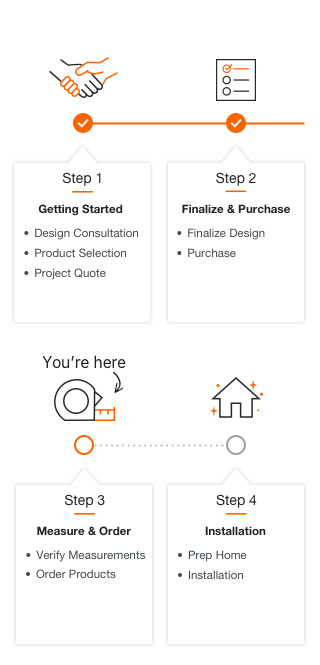 Step 1
Getting Started
• Design Consultation
• Product Selection
• Project Quote
Step 2
Finalize & Purchase
• Finalize Design
• Purchase
You're here
Step 3
Measure & Order
• Verify Measurements
• Order Products
Step 4
Installation
• Prep Home
• Installation